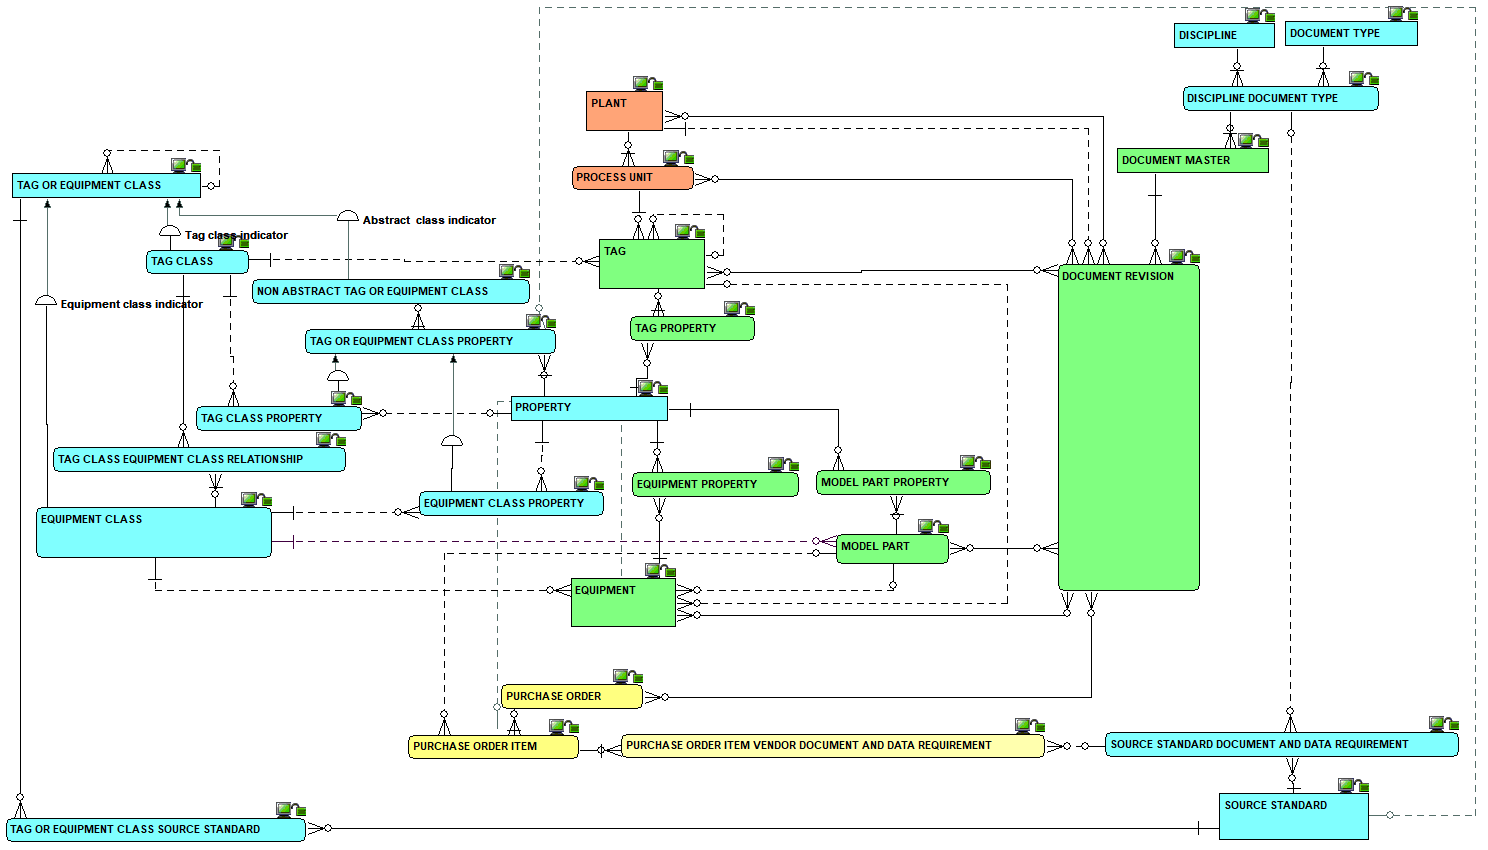 DISCIPLINE
DOCUMENT TYPE
PLANT
DISCIPLINE DOCUMENT TYPE
DOCUMENT MASTER
PROCESS UNIT
TAG OR EQUIPMENT CLASS
Abstract class indicator
Tag class indicator
TAG
TAG CLASS
DOCUMENT REVISION
NON ABSTRACT TAG OR EQUIPMENT CLASS
Equipment class indicator
TAG PROPERTY
TAG OR EQUIPMENT CLASS PROPERTY
PROPERTY
TAG CLASS PROPERTY
TAG CLASS EQUIPMENT CLASS RELATIONSHIP
EQUIPMENT PROPERTY
MODEL PART PROPERTY
EQUIPMENT CLASS PROPERTY
EQUIPMENT CLASS
MODEL PART
EQUIPMENT
PURCHASE ORDER
PURCHASE ORDER ITEM
PURCHASE ORDER ITEM VENDOR DOCUMENT AND DATA REQUIREMENT
SOURCE STANDARD DOCUMENT AND DATA REQUIREMENT
SOURCE STANDARD
TAG OR EQUIPMENT CLASS SOURCE STANDARD